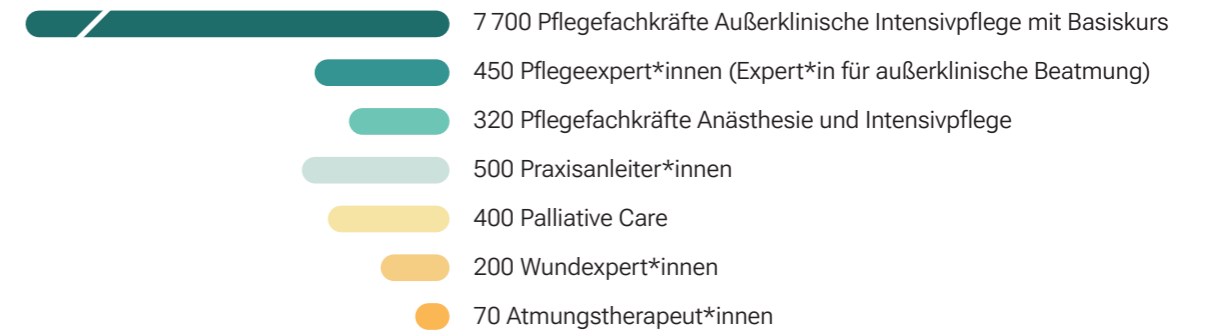 7 700 Pflegefachkräfte Außerklinische Intensivpflege mit Basiskurs
450 Pflegeexpert*innen (Expert*in für außerklinische Beatmung)
320 Pflegefachkräfte Anästhesie und Intensivpflege
500 Praxisanleiter*innen
400 Palliative Care
200 Wundexpert*innen
70 Atmungstherapeut*innen